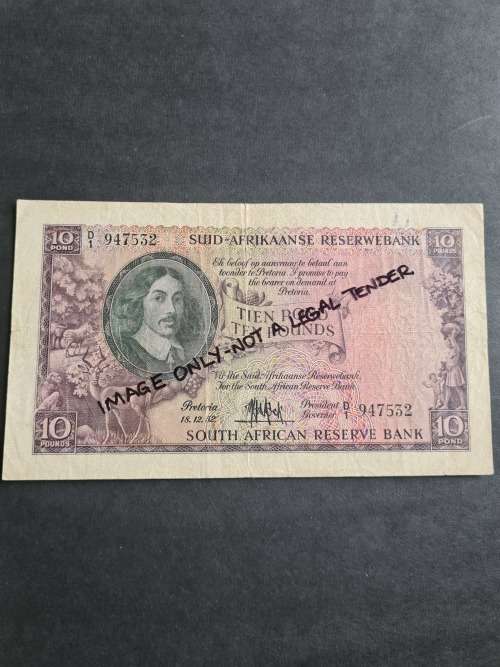 10 D/1 947532 SUID-AFRIKAANSE RESERWEBANK 10
POND POUNDS
Ek beloof op aanvraag te betaal aan
toonder te Pretoria I promise to pay
the bearer on demand at
Pretoria.
TIEN
TEN POUNDS
IMAGE ONLY-NOT A LEGAL TENDER
Vir die Suid-Afrikaanse Reserwebank.
For the South African Reserve Bank.
Pretoria President D/1 947532
18.12.52 Governor
10 SOUTH AFRICAN RESERVE BANK 10
POUNDS POND